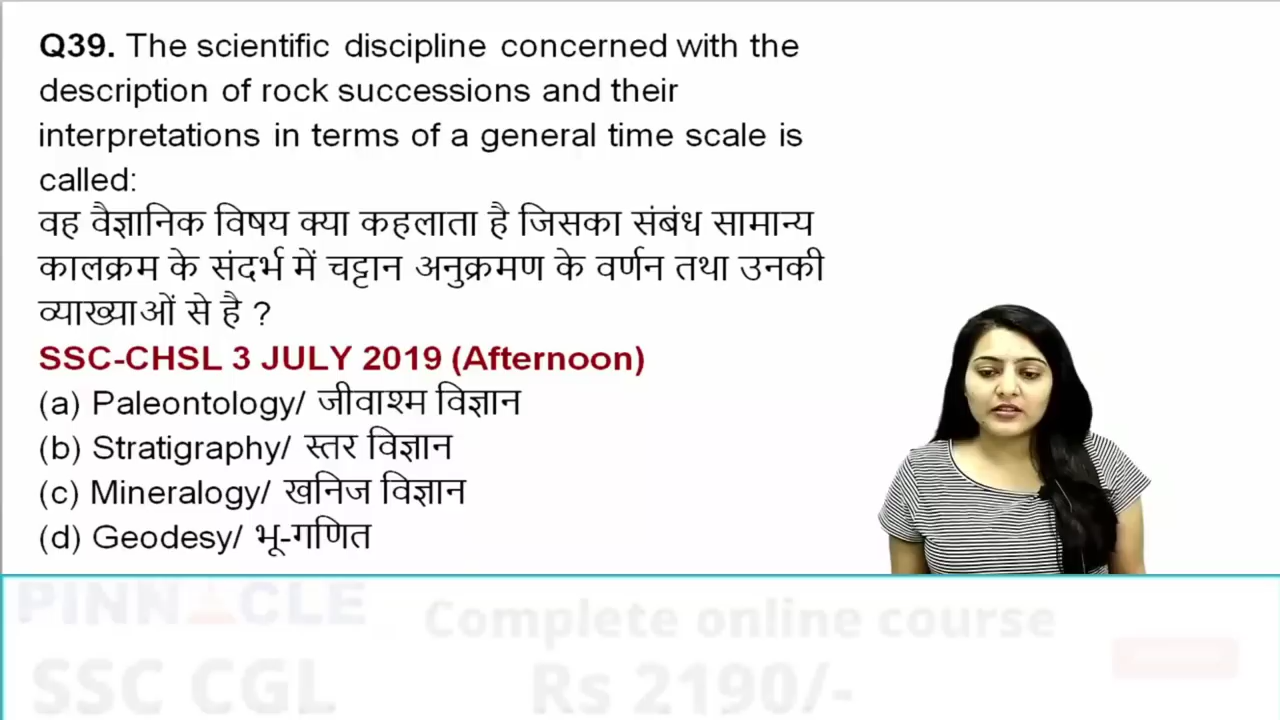 Q39. The scientific discipline concerned with the
description of rock successions and their
interpretations in terms of a general time scale is
called:
वह वैज्ञानिक विषय क्या कहलाता है जिसका संबंध सामान्य
कालक्रम के संदर्भ में चट्टान अनुक्रमण के वर्णन तथा उनकी
व्याख्याओं से है ?
SSC-CHSL 3 JULY 2019 (Afternoon)
(a) Paleontology/ जीवाश्म विज्ञान
(b) Stratigraphy/ स्तर विज्ञान
(c) Mineralogy/ खनिज विज्ञान
(d) Geodesy/ भू-गणित
PINNACLE
Complete online course
SSC CGL
Rs 2190/-